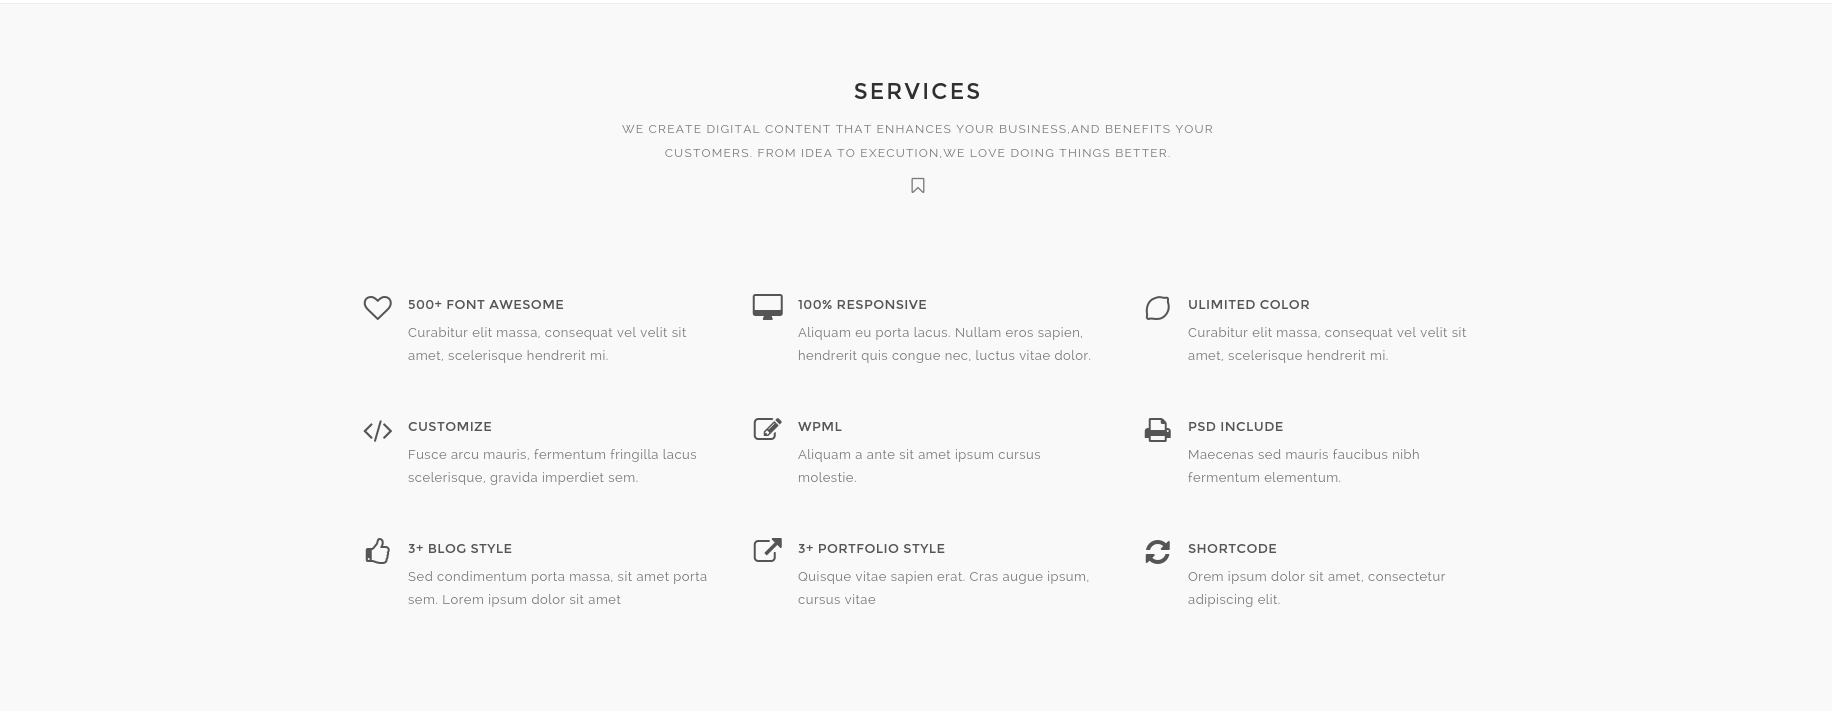 SERVICES
WE CREATE DIGITAL CONTENT THAT ENHANCES YOUR BUSINESS,AND BENEFITS YOUR
CUSTOMERS. FROM IDEA TO EXECUTION,WE LOVE DOING THINGS BETTER.
500+ FONT AWESOME
Curabitur elit massa, consequat vel velit sit
amet, scelerisque hendrerit mi.
100% RESPONSIVE
Aliquam eu porta lacus. Nullam eros sapien,
hendrerit quis congue nec, luctus vitae dolor.
ULIMITED COLOR
Curabitur elit massa, consequat vel velit sit
amet, scelerisque hendrerit mi.
CUSTOMIZE
Fusce arcu mauris, fermentum fringilla lacus
scelerisque, gravida imperdiet sem.
WPML
Aliquam a ante sit amet ipsum cursus
molestie.
PSD INCLUDE
Maecenas sed mauris faucibus nibh
fermentum elementum.
3+ BLOG STYLE
Sed condimentum porta massa, sit amet porta
sem. Lorem ipsum dolor sit amet
3+ PORTFOLIO STYLE
Quisque vitae sapien erat. Cras augue ipsum,
cursus vitae
SHORTCODE
Orem ipsum dolor sit amet, consectetur
adipiscing elit.